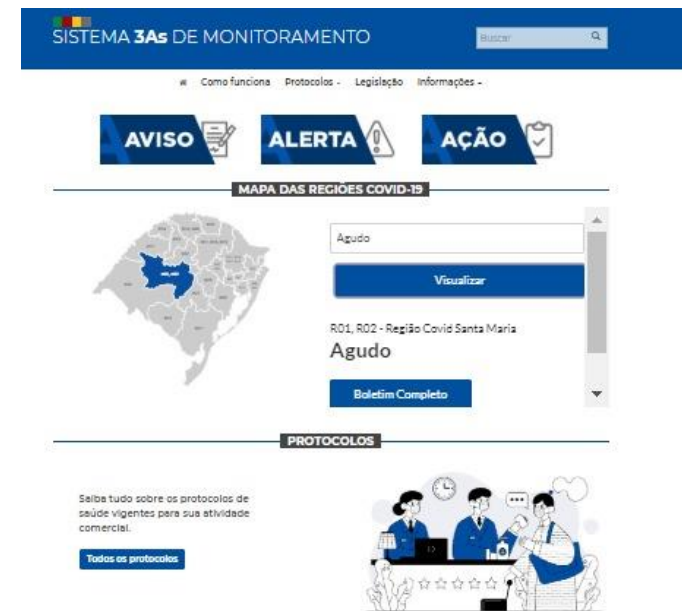 SISTEMA 3As DE MONITORAMENTO
Buscar
Como funciona Protocolos - Legislação Informações -
AVISO
ALERTA
AÇÃO
MAPA DAS REGIÕES COVID-19
Agudo
Visualizar
R01, R02 - Região Covid Santa Maria
Agudo
Boletim Completo
PROTOCOLOS
Saiba tudo sobre os protocolos de
saúde vigentes para sua atividade
comercial.
Todos os protocolos